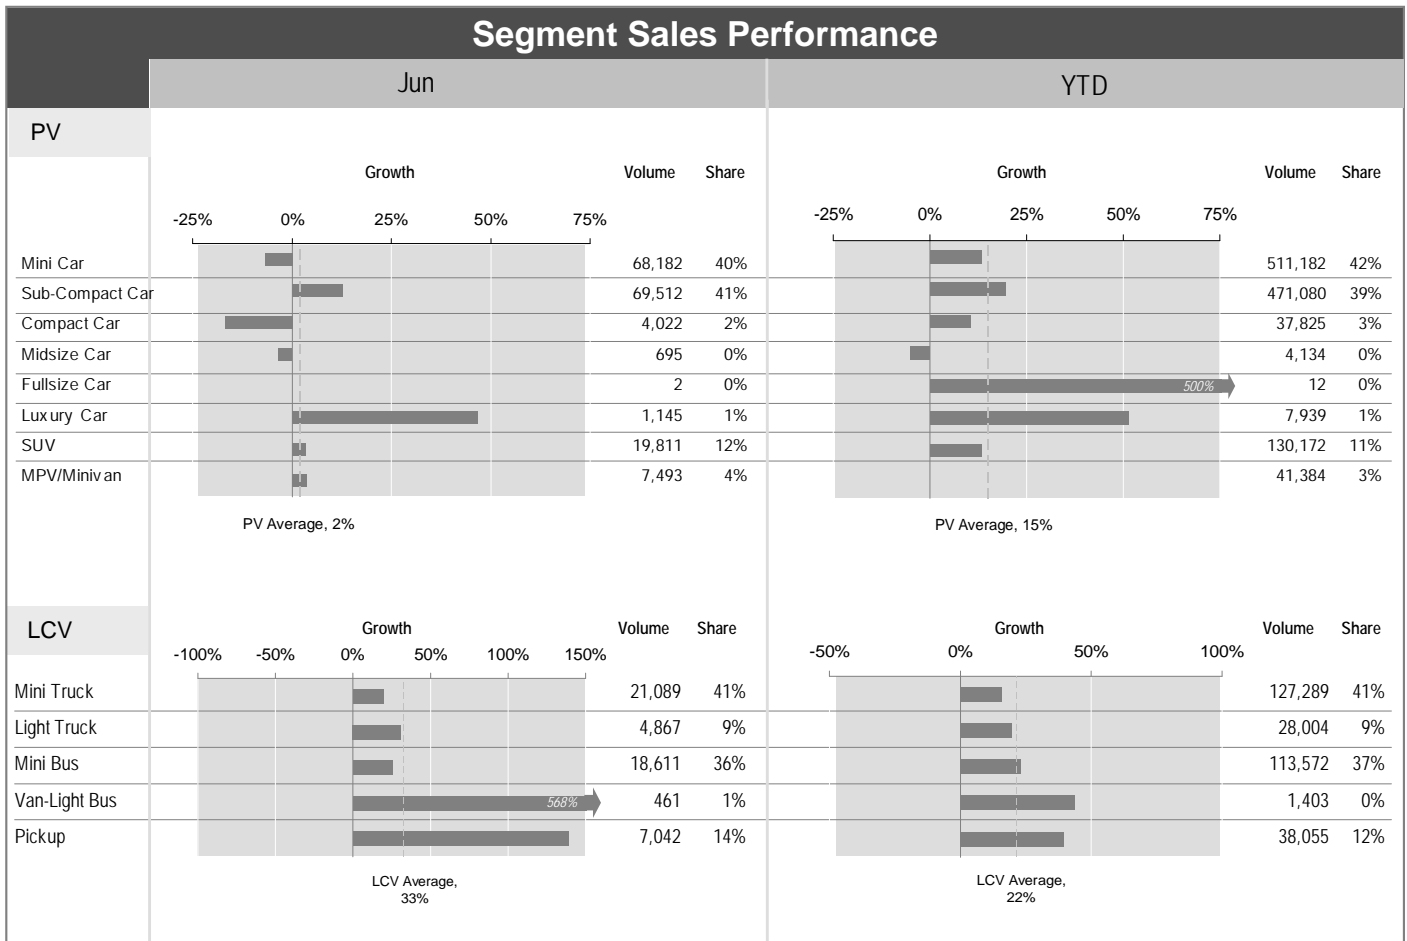 Segment Sales Performance
Jun YTD
PV
Growth Volume Share Growth Volume Share
-25% 0% 25% 50% 75% -25% 0% 25% 50% 75%
Mini Car 68,182 40% 511,182 42%
Sub-Compact Car 69,512 41% 471,080 39%
Compact Car 4,022 2% 37,825 3%
Midsize Car 695 0% 4,134 0%
Fullsize Car 2 0% 500% 12 0%
Luxury Car 1,145 1% 7,939 1%
SUV 19,811 12% 130,172 11%
MPV/Minivan 7,493 4% 41,384 3%
PV Average, 2% PV Average, 15%
LCV Growth Volume Share Growth Volume Share
-100% -50% 0% 50% 100% 150% -50% 0% 50% 100%
Mini Truck 21,089 41% 127,289 41%
Light Truck 4,867 9% 28,004 9%
Mini Bus 18,611 36% 113,572 37%
Van-Light Bus 568% 461 1% 1,403 0%
Pickup 7,042 14% 38,055 12%
LCV Average, LCV Average,
33% 22%